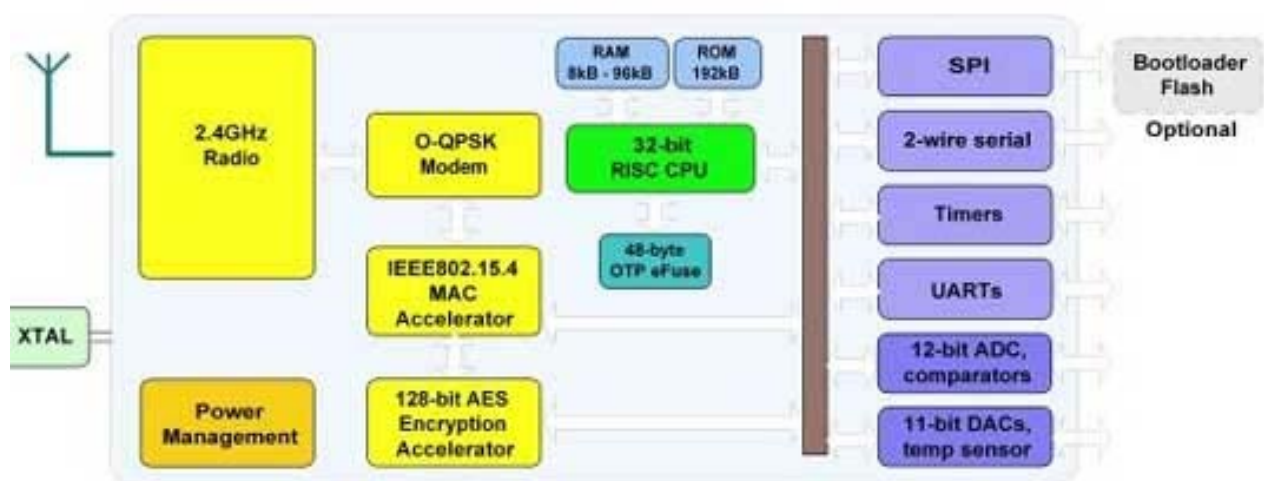 2.4GHz
Radio
O-QPSK
Modem
RAM
8kB - 96kB
ROM
192kB
32-bit
RISC CPU
48-byte
OTP eFuse
IEEE802.15.4
MAC
Accelerator
XTAL
Power
Management
128-bit AES
Encryption
Accelerator
SPI
2-wire serial
Timers
UARTs
12-bit ADC,
comparators
11-bit DACs,
temp sensor
Bootloader
Flash
Optional